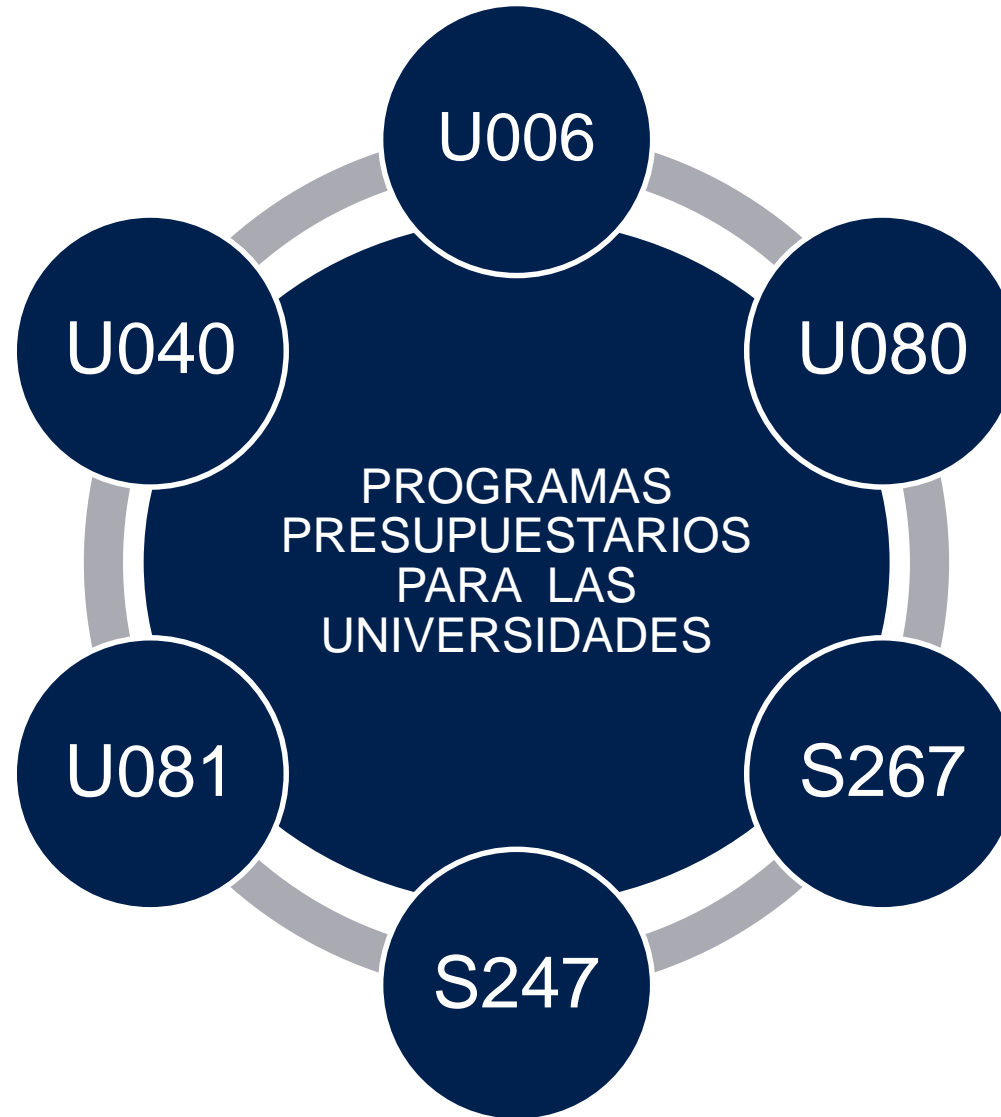 U006
U040
U080
PROGRAMAS
PRESUPUESTARIOS
PARA LAS
UNIVERSIDADES
U081
S267
S247